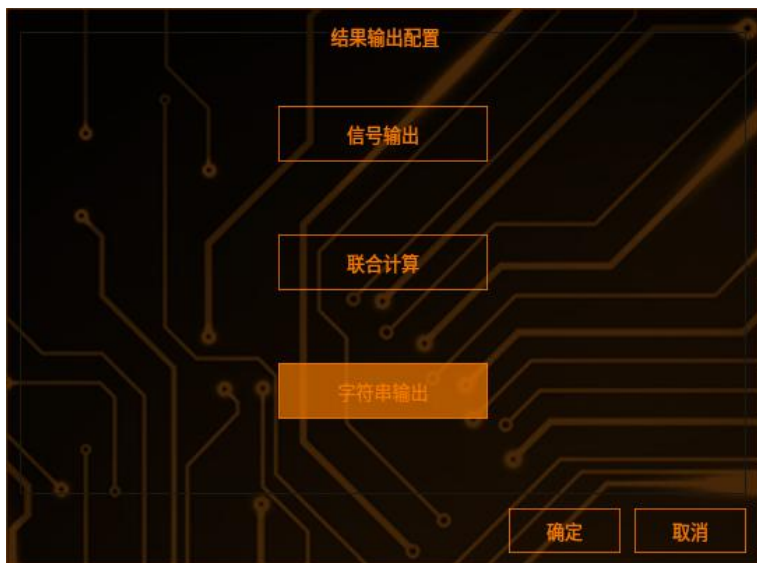 结果输出配置
信号输出
联合计算
字符串输出
确定
取消